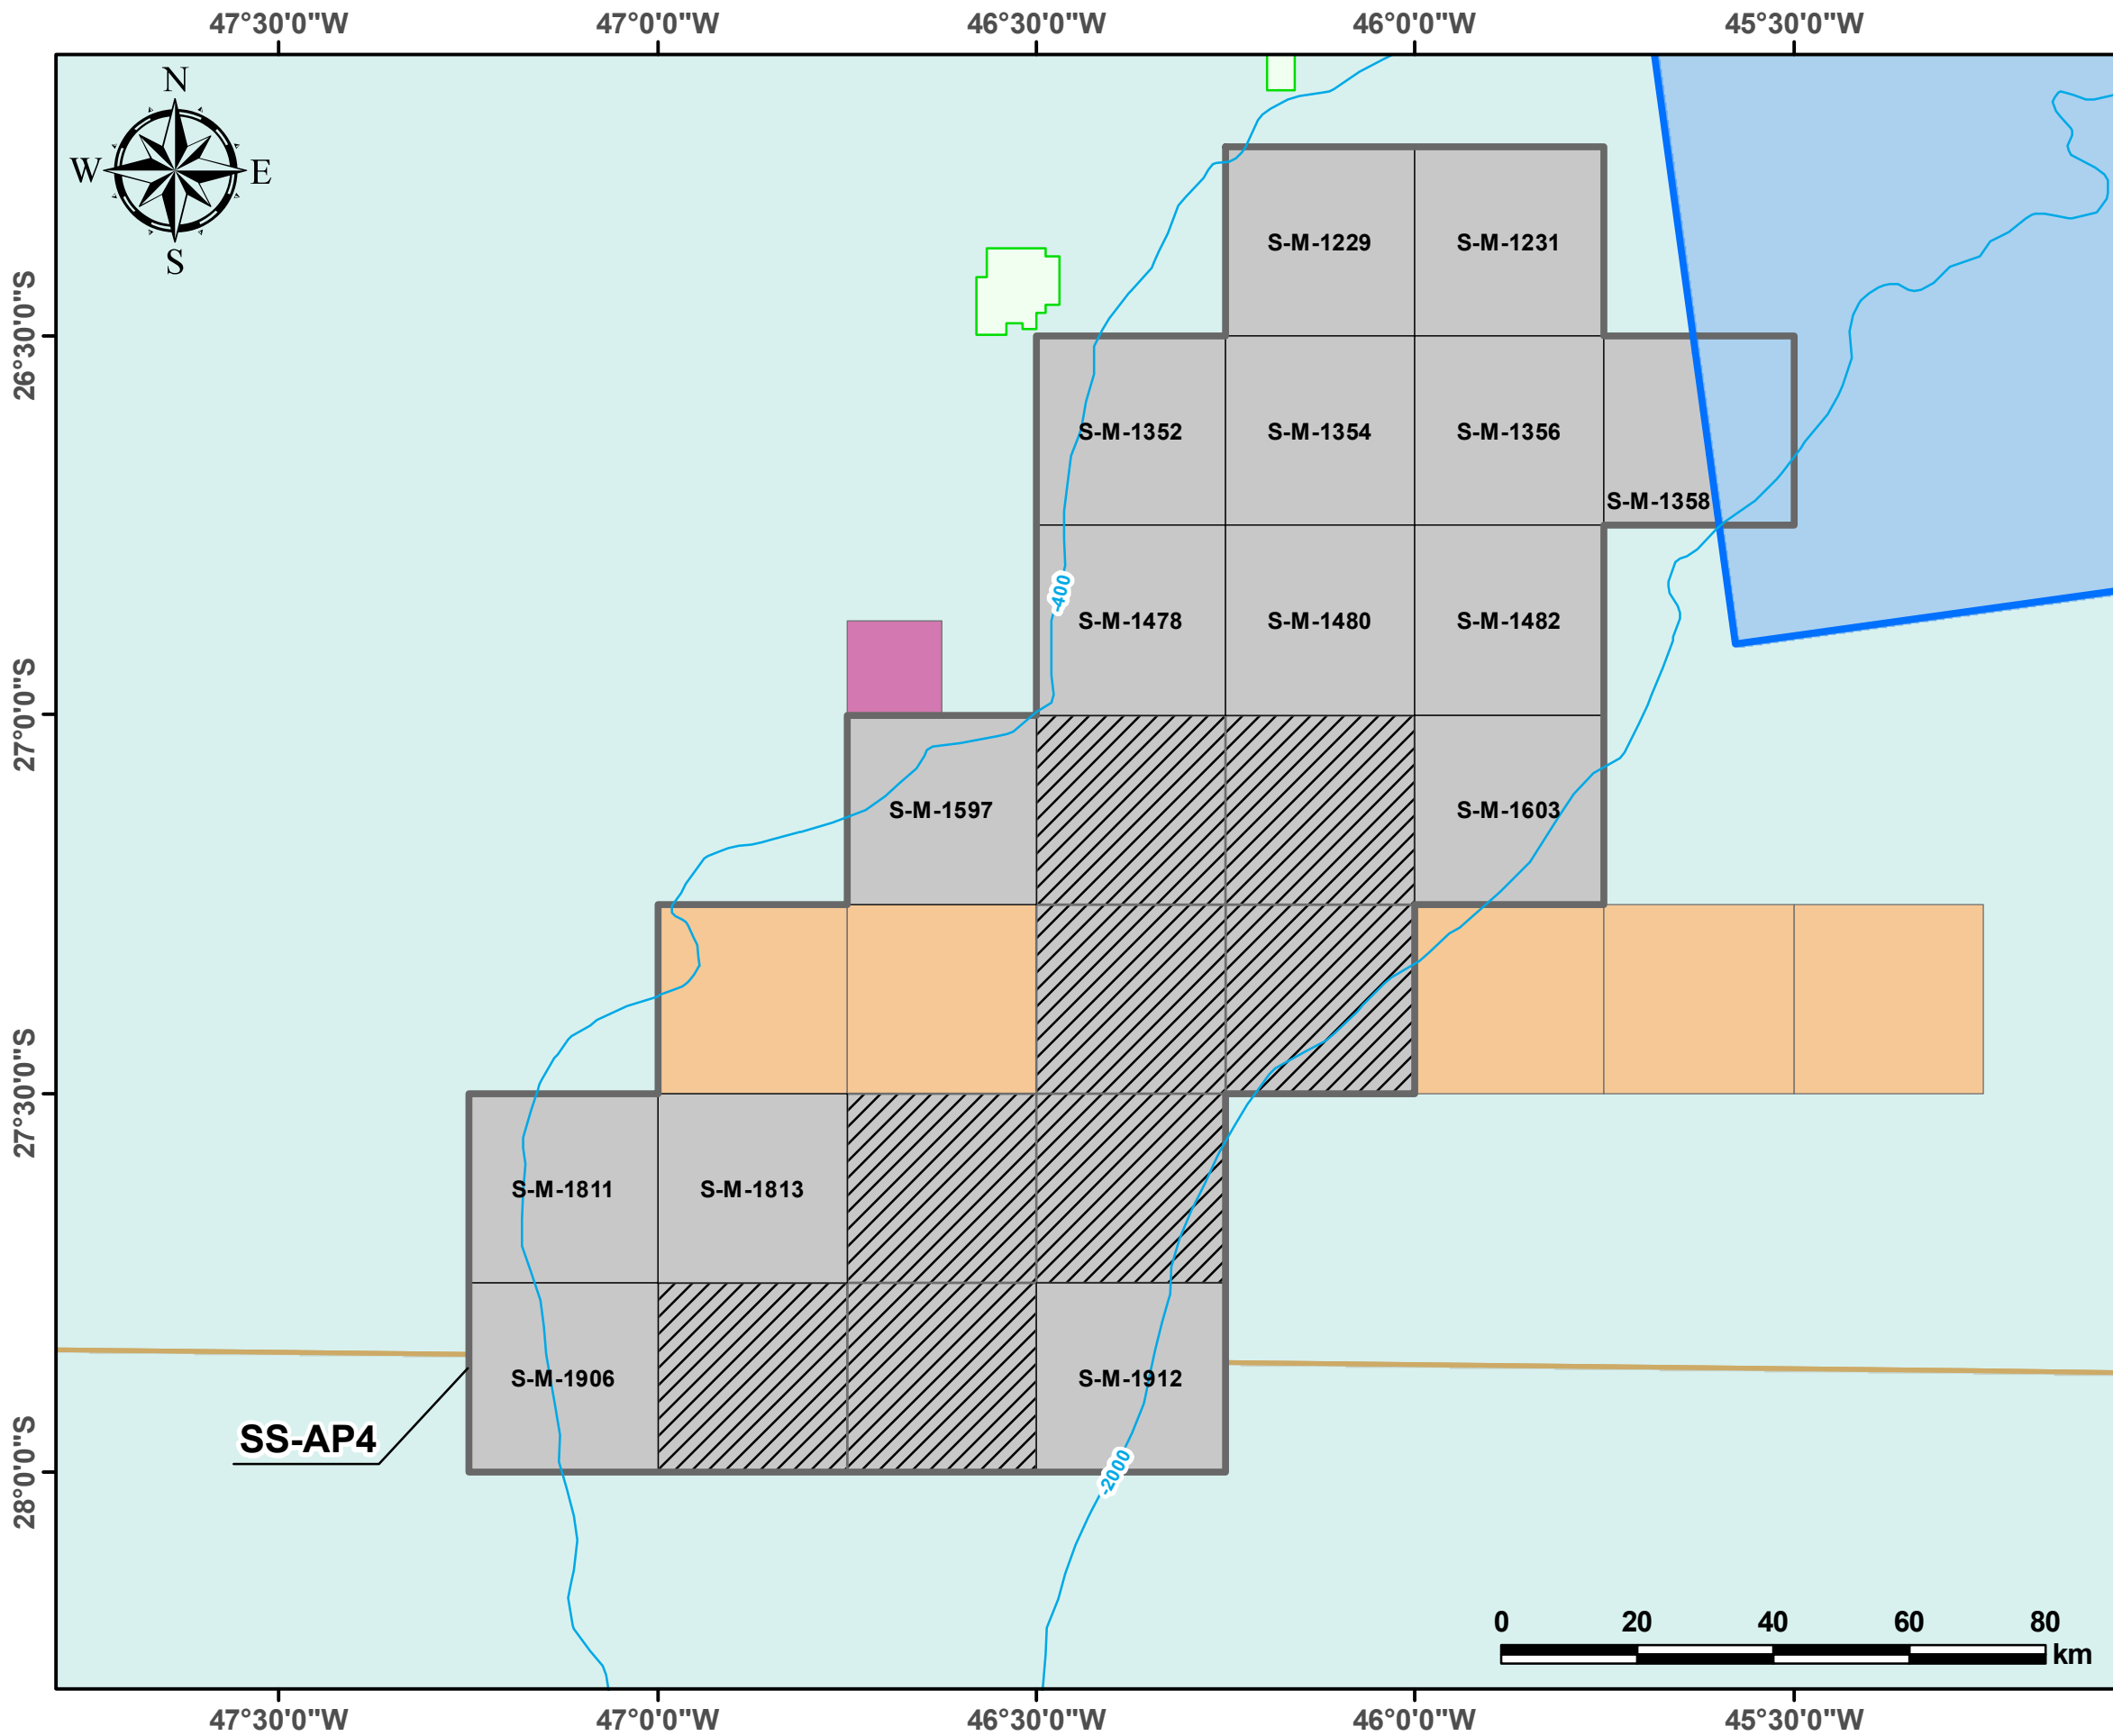 47°30'0"W 47°0'0"W 46°30'0"W 46°0'0"W 45°30'0"W
N
W E
S
S-M-1229 S-M-1231
26°30'0"S
S-M-1352 S-M-1354 S-M-1356
S-M-1358
-400
S-M-1478 S-M-1480 S-M-1482
27°0'0"S
S-M-1597 S-M-1603
27°30'0"S
S-M-1811 S-M-1813
S-M-1906 S-M-1912
SS-AP4
-2000
28°0'0"S
0 20 40 60 80
km
47°30'0"W 47°0'0"W 46°30'0"W 46°0'0"W 45°30'0"W